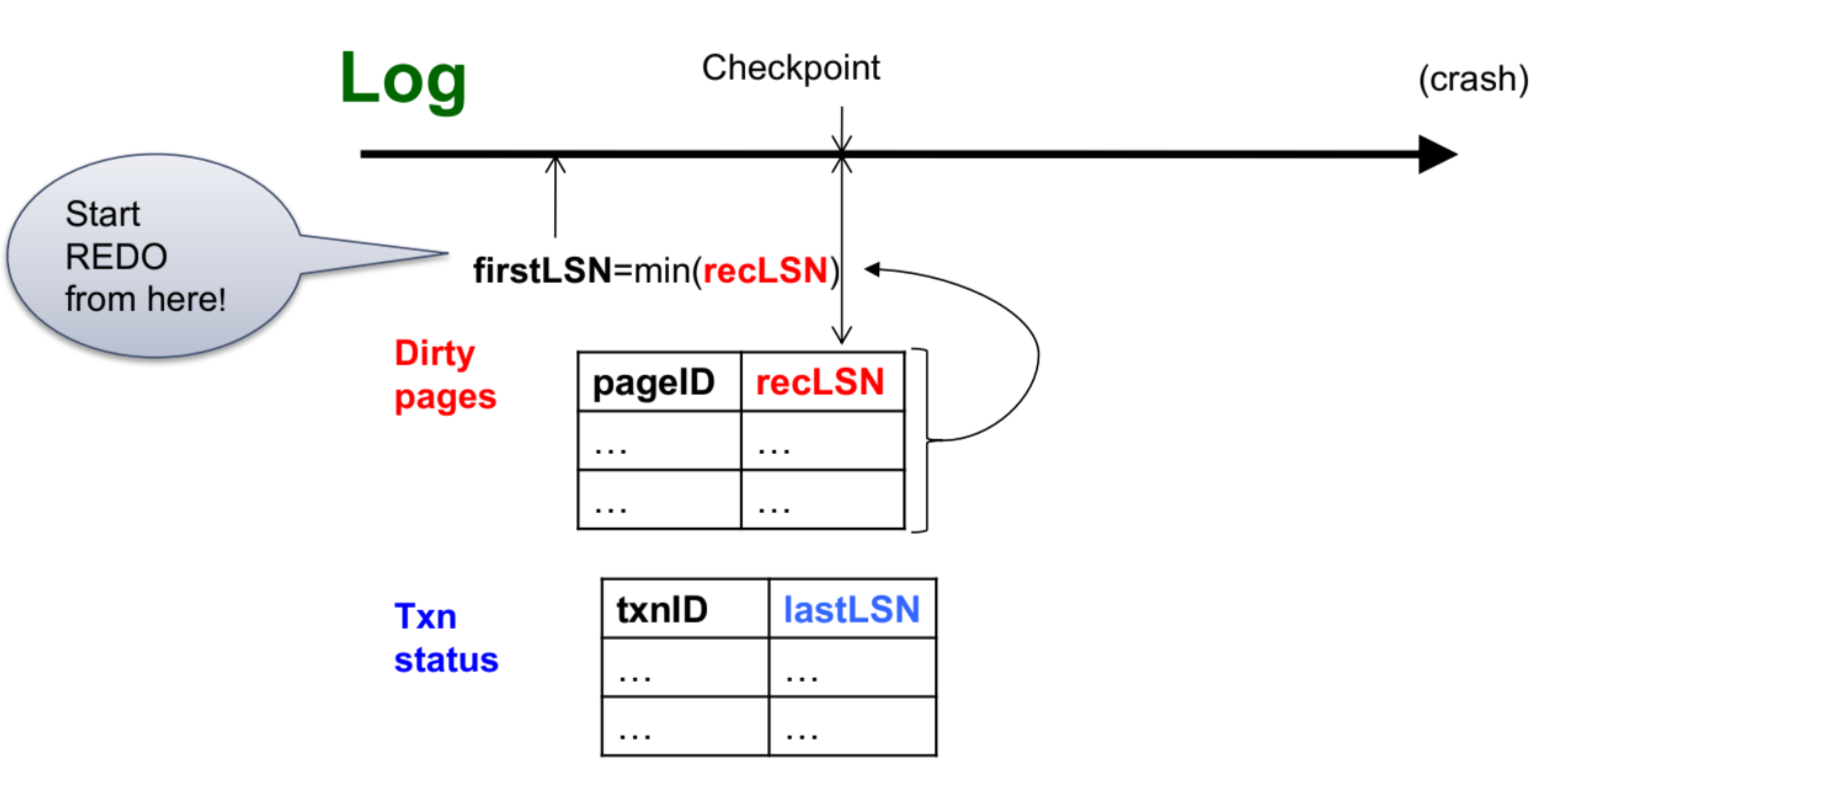 Log
Checkpoint
(crash)
Start
REDO
from here!
firstLSN=min(recLSN)
Dirty
pages
pageID recLSN
... ...
... ...
Txn
status
txnID lastLSN
... ...
... ...